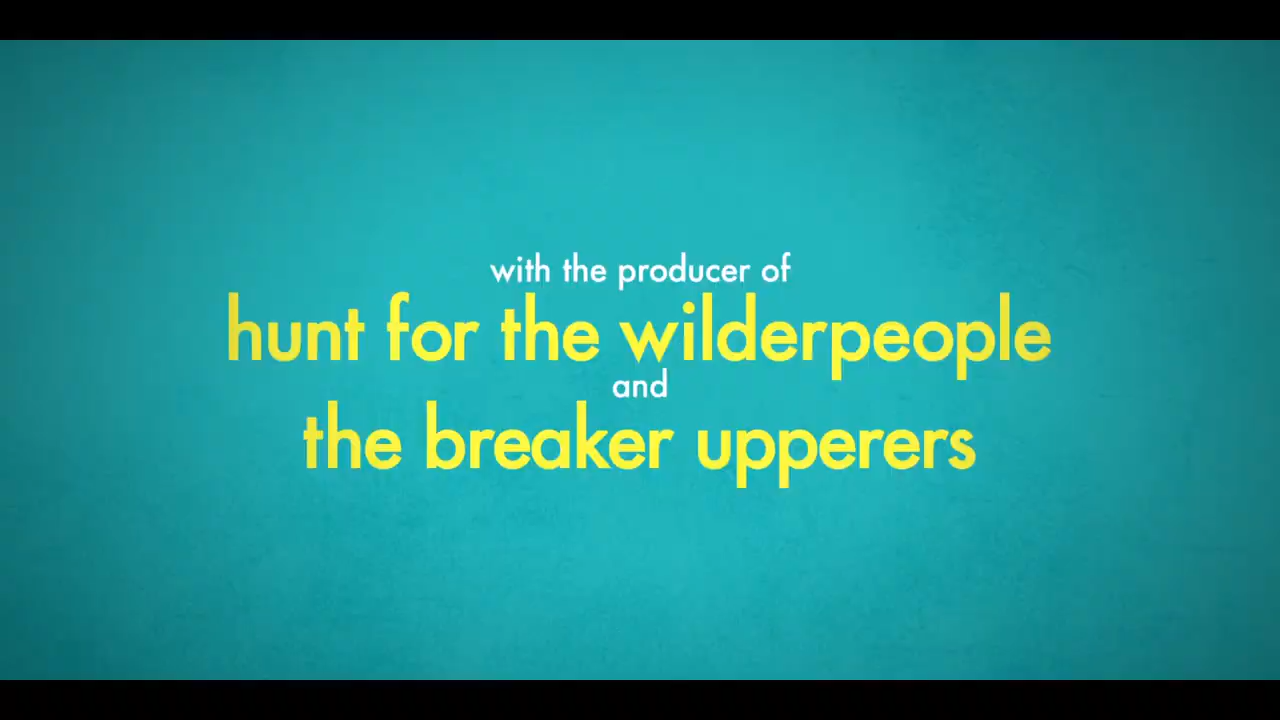 with the producer of
hunt for the wilderpeople
and
the breaker upperers